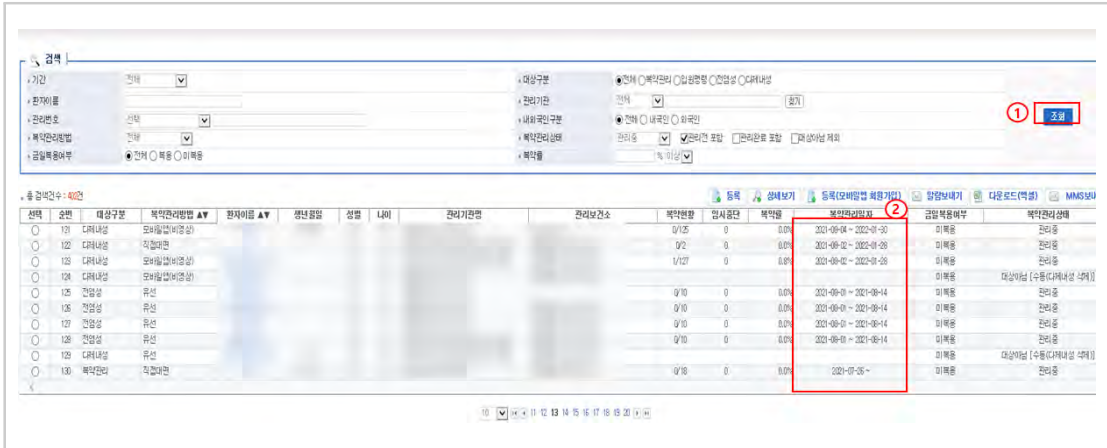 검색
기간 전체 대상구분 전체 복약관리 입원명령 전염성 다제내성
환자이름 관리기관 전체 찾기
관리번호 선택 내외국인구분 전체 내국인 외국인 ① 조회
복약관리방법 전체 복약관리상태 관리중 관리전 포함 관리완료 포함 대상아님 제외
금일복용여부 전체 복용 미복용 복약률 % 이상
총 검색건수 : 402건 등록 상세보기 등록(모바일앱 회원가입) 알람보내기 다운로드(엑셀) MMS보내
선택 순번 대상구분 복약관리방법 ▲▼ 환자이름 ▲▼ 생년월일 성별 나이 관리기관명 관리보건소 복약현황 일시중단 복약률 복약관리일자 ② 금일복용여부 복약관리상태
121 다제내성 모바일앱(비영상) 0/125 0 0.0% 2021-08-04 ~ 2022-01-30 미복용 관리중
122 다제내성 직접대면 0/2 0 0.0% 2021-08-02 ~ 2022-01-28 미복용 관리중
123 다제내성 모바일앱(비영상) 1/127 0 0.8% 2021-08-02 ~ 2022-01-28 미복용 관리중
124 다제내성 모바일앱(비영상) 미복용 대상아님 [수동(다제내성 삭제)]
125 전염성 유선 0/10 0 0.0% 2021-08-01 ~ 2021-08-14 미복용 관리중
126 전염성 유선 0/10 0 0.0% 2021-08-01 ~ 2021-08-14 미복용 관리중
127 전염성 유선 0/10 0 0.0% 2021-08-01 ~ 2021-08-14 미복용 관리중
128 전염성 유선 0/10 0 0.0% 2021-08-01 ~ 2021-08-14 미복용 관리중
129 다제내성 유선 미복용 대상아님 [수동(다제내성 삭제)]
130 복약관리 직접대면 0/18 0 0.0% 2021-07-26 ~ 미복용 관리중
10 11 12 13 14 15 16 17 18 19 20